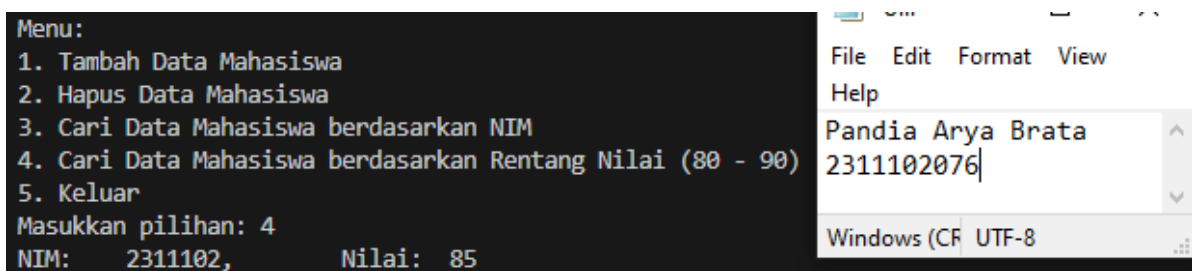 Menu:
1. Tambah Data Mahasiswa
2. Hapus Data Mahasiswa
3. Cari Data Mahasiswa berdasarkan NIM
4. Cari Data Mahasiswa berdasarkan Rentang Nilai (80 - 90)
5. Keluar
Masukkan pilihan: 4
NIM: 2311102, Nilai: 85
File Edit Format View
Help
Pandia Arya Brata
2311102076
Windows (CR UTF-8